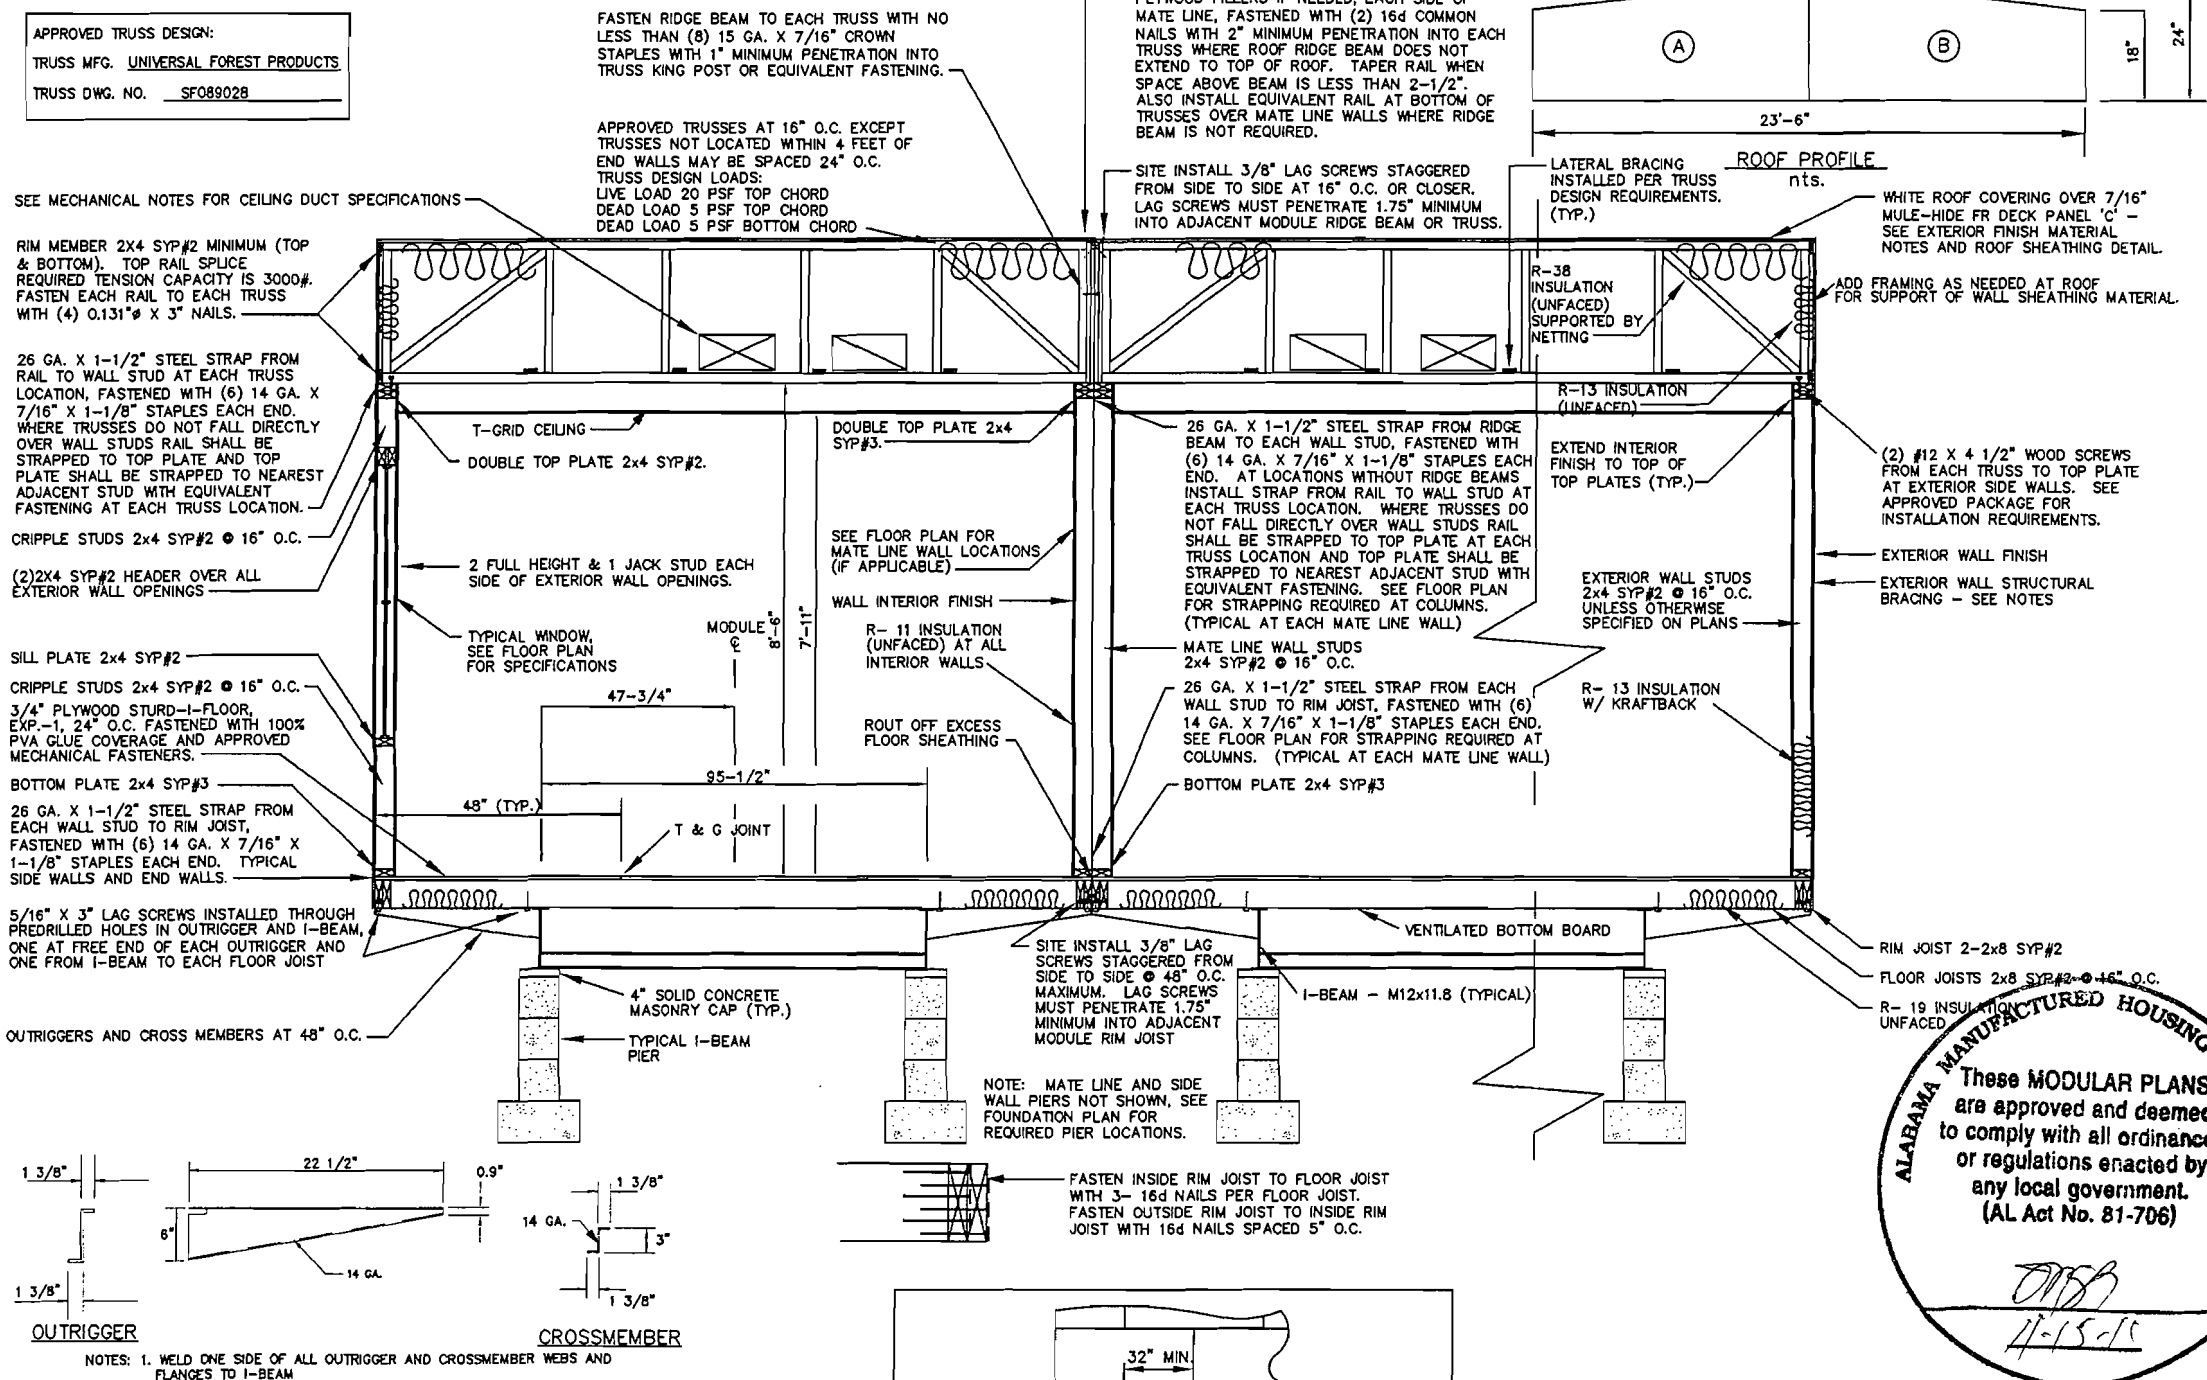 APPROVED TRUSS DESIGN:
TRUSS MFG. UNIVERSAL FOREST PRODUCTS
TRUSS DWG. NO. SF089028
FASTEN RIDGE BEAM TO EACH TRUSS WITH NO
LESS THAN (8) 15 GA. X 7/16" CROWN
STAPLES WITH 1" MINIMUM PENETRATION INTO
TRUSS KING POST OR EQUIVALENT FASTENING.
APPROVED TRUSSES AT 16" O.C. EXCEPT
TRUSSES NOT LOCATED WITHIN 4 FEET OF
END WALLS MAY BE SPACED 24" O.C.
TRUSS DESIGN LOADS:
LIVE LOAD 20 PSF TOP CHORD
DEAD LOAD 5 PSF TOP CHORD
DEAD LOAD 5 PSF BOTTOM CHORD
PLYWOOD FILLERS IF NEEDED, EACH SIDE OF
MATE LINE, FASTENED WITH (2) 16d COMMON
NAILS WITH 2" MINIMUM PENETRATION INTO EACH
TRUSS WHERE ROOF RIDGE BEAM DOES NOT
EXTEND TO TOP OF ROOF. TAPER RAIL WHEN
SPACE ABOVE BEAM IS LESS THAN 2-1/2".
ALSO INSTALL EQUIVALENT RAIL AT BOTTOM OF
TRUSSES OVER MATE LINE WALLS WHERE RIDGE
BEAM IS NOT REQUIRED.
SITE INSTALL 3/8" LAG SCREWS STAGGERED
FROM SIDE TO SIDE AT 16" O.C. OR CLOSER.
LAG SCREWS MUST PENETRATE 1.75" MINIMUM
INTO ADJACENT MODULE RIDGE BEAM OR TRUSS.
A
B
18"
24"
23'-6"
ROOF PROFILE
nts.
LATERAL BRACING
INSTALLED PER TRUSS
DESIGN REQUIREMENTS.
(TYP.)
WHITE ROOF COVERING OVER 7/16"
MULE-HIDE FR DECK PANEL 'C' -
SEE EXTERIOR FINISH MATERIAL
NOTES AND ROOF SHEATHING DETAIL.
SEE MECHANICAL NOTES FOR CEILING DUCT SPECIFICATIONS
RIM MEMBER 2X4 SYP#2 MINIMUM (TOP
& BOTTOM). TOP RAIL SPLICE
REQUIRED TENSION CAPACITY IS 3000#.
FASTEN EACH RAIL TO EACH TRUSS
WITH (4) 0.131"ø X 3" NAILS.
R-38
INSULATION
(UNFACED)
SUPPORTED BY
NETTING
ADD FRAMING AS NEEDED AT ROOF
FOR SUPPORT OF WALL SHEATHING MATERIAL.
26 GA. X 1-1/2" STEEL STRAP FROM
RAIL TO WALL STUD AT EACH TRUSS
LOCATION, FASTENED WITH (6) 14 GA. X
7/16" X 1-1/8" STAPLES EACH END.
WHERE TRUSSES DO NOT FALL DIRECTLY
OVER WALL STUDS RAIL SHALL BE
STRAPPED TO TOP PLATE AND TOP
PLATE SHALL BE STRAPPED TO NEAREST
ADJACENT STUD WITH EQUIVALENT
FASTENING AT EACH TRUSS LOCATION.
R-13 INSULATION
(UNFACED)
T-GRID CEILING
DOUBLE TOP PLATE 2x4 SYP#2.
DOUBLE TOP PLATE 2x4
SYP#3.
26 GA. X 1-1/2" STEEL STRAP FROM RIDGE
BEAM TO EACH WALL STUD, FASTENED WITH
(6) 14 GA. X 7/16" X 1-1/8" STAPLES EACH
END. AT LOCATIONS WITHOUT RIDGE BEAMS
INSTALL STRAP FROM RAIL TO WALL STUD AT
EACH TRUSS LOCATION. WHERE TRUSSES DO
NOT FALL DIRECTLY OVER WALL STUDS RAIL
SHALL BE STRAPPED TO TOP PLATE AT EACH
TRUSS LOCATION AND TOP PLATE SHALL BE
STRAPPED TO NEAREST ADJACENT STUD WITH
EQUIVALENT FASTENING. SEE FLOOR PLAN
FOR STRAPPING REQUIRED AT COLUMNS.
(TYPICAL AT EACH MATE LINE WALL)
EXTEND INTERIOR
FINISH TO TOP OF
TOP PLATES (TYP.)
(2) #12 X 4 1/2" WOOD SCREWS
FROM EACH TRUSS TO TOP PLATE
AT EXTERIOR SIDE WALLS. SEE
APPROVED PACKAGE FOR
INSTALLATION REQUIREMENTS.
CRIPPLE STUDS 2x4 SYP#2 @ 16" O.C.
(2)2X4 SYP#2 HEADER OVER ALL
EXTERIOR WALL OPENINGS
2 FULL HEIGHT & 1 JACK STUD EACH
SIDE OF EXTERIOR WALL OPENINGS.
SEE FLOOR PLAN FOR
MATE LINE WALL LOCATIONS
(IF APPLICABLE)
WALL INTERIOR FINISH
EXTERIOR WALL FINISH
EXTERIOR WALL STUDS
2x4 SYP#2 @ 16" O.C.
UNLESS OTHERWISE
SPECIFIED ON PLANS
EXTERIOR WALL STRUCTURAL
BRACING - SEE NOTES
TYPICAL WINDOW,
SEE FLOOR PLAN
FOR SPECIFICATIONS
MODULE
℄
8'-6"
7'-11"
R- 11 INSULATION
(UNFACED) AT ALL
INTERIOR WALLS
MATE LINE WALL STUDS
2x4 SYP#2 @ 16" O.C.
SILL PLATE 2x4 SYP#2
CRIPPLE STUDS 2x4 SYP#2 @ 16" O.C.
3/4" PLYWOOD STURD-I-FLOOR,
EXP.-1, 24" O.C. FASTENED WITH 100%
PVA GLUE COVERAGE AND APPROVED
MECHANICAL FASTENERS.
47-3/4"
26 GA. X 1-1/2" STEEL STRAP FROM EACH
WALL STUD TO RIM JOIST, FASTENED WITH (6)
14 GA. X 7/16" X 1-1/8" STAPLES EACH END.
SEE FLOOR PLAN FOR STRAPPING REQUIRED AT
COLUMNS. (TYPICAL AT EACH MATE LINE WALL)
R- 13 INSULATION
W/ KRAFTBACK
ROUT OFF EXCESS
FLOOR SHEATHING
BOTTOM PLATE 2x4 SYP#3
95-1/2"
BOTTOM PLATE 2x4 SYP#3
26 GA. X 1-1/2" STEEL STRAP FROM
EACH WALL STUD TO RIM JOIST,
FASTENED WITH (6) 14 GA. X 7/16" X
1-1/8" STAPLES EACH END. TYPICAL
SIDE WALLS AND END WALLS.
48" (TYP.)
T & G JOINT
5/16" X 3" LAG SCREWS INSTALLED THROUGH
PREDRILLED HOLES IN OUTRIGGER AND I-BEAM,
ONE AT FREE END OF EACH OUTRIGGER AND
ONE FROM I-BEAM TO EACH FLOOR JOIST
VENTILATED BOTTOM BOARD
SITE INSTALL 3/8" LAG
SCREWS STAGGERED FROM
SIDE TO SIDE @ 48" O.C.
MAXIMUM. LAG SCREWS
MUST PENETRATE 1.75"
MINIMUM INTO ADJACENT
MODULE RIM JOIST
RIM JOIST 2-2x8 SYP#2
FLOOR JOISTS 2x8 SYP#2 @ 16" O.C.
R- 19 INSULATION
UNFACED
4" SOLID CONCRETE
MASONRY CAP (TYP.)
I-BEAM - M12x11.8 (TYPICAL)
OUTRIGGERS AND CROSS MEMBERS AT 48" O.C.
TYPICAL I-BEAM
PIER
NOTE: MATE LINE AND SIDE
WALL PIERS NOT SHOWN, SEE
FOUNDATION PLAN FOR
REQUIRED PIER LOCATIONS.
ALABAMA MANUFACTURED HOUSING
These MODULAR PLANS
are approved and deemed
to comply with all ordinance
or regulations enacted by
any local government.
(AL Act No. 81-706)
11-15-11
1 3/8"
22 1/2"
0.9"
6"
14 GA.
1 3/8"
OUTRIGGER
1 3/8"
14 GA.
3"
1 3/8"
CROSSMEMBER
FASTEN INSIDE RIM JOIST TO FLOOR JOIST
WITH 3- 16d NAILS PER FLOOR JOIST.
FASTEN OUTSIDE RIM JOIST TO INSIDE RIM
JOIST WITH 16d NAILS SPACED 5" O.C.
NOTES: 1. WELD ONE SIDE OF ALL OUTRIGGER AND CROSSMEMBER WEBS AND
FLANGES TO I-BEAM
32" MIN.